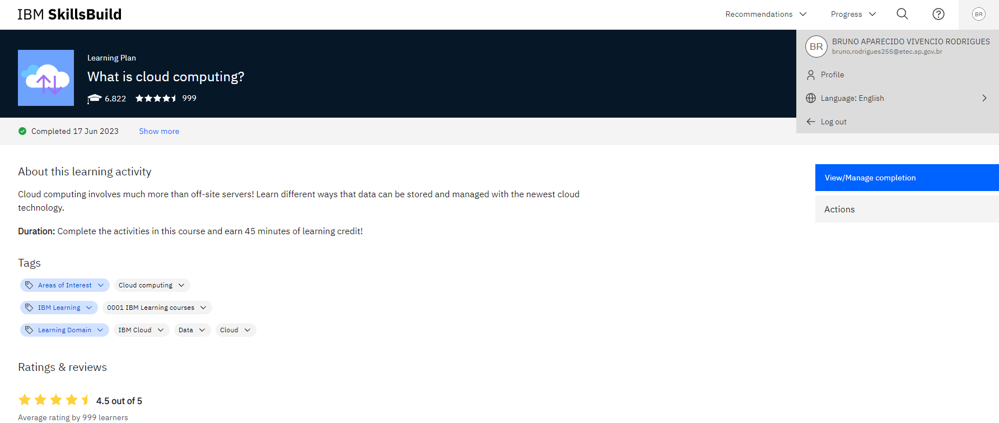 IBM SkillsBuild
Recommendations
Progress
BR
BR
BRUNO APARECIDO VIVENCIO RODRIGUES
bruno.rodrigues255@etec.sp.gov.br
Profile
Language: English
Log out
Learning Plan
What is cloud computing?
6.822 999
Completed 17 Jun 2023 Show more
About this learning activity
Cloud computing involves much more than off-site servers! Learn different ways that data can be stored and managed with the newest cloud
technology.
Duration: Complete the activities in this course and earn 45 minutes of learning credit!
View/Manage completion
Actions
Tags
Areas of Interest Cloud computing
IBM Learning 0001 IBM Learning courses
Learning Domain IBM Cloud Data Cloud
Ratings & reviews
4.5 out of 5
Average rating by 999 learners